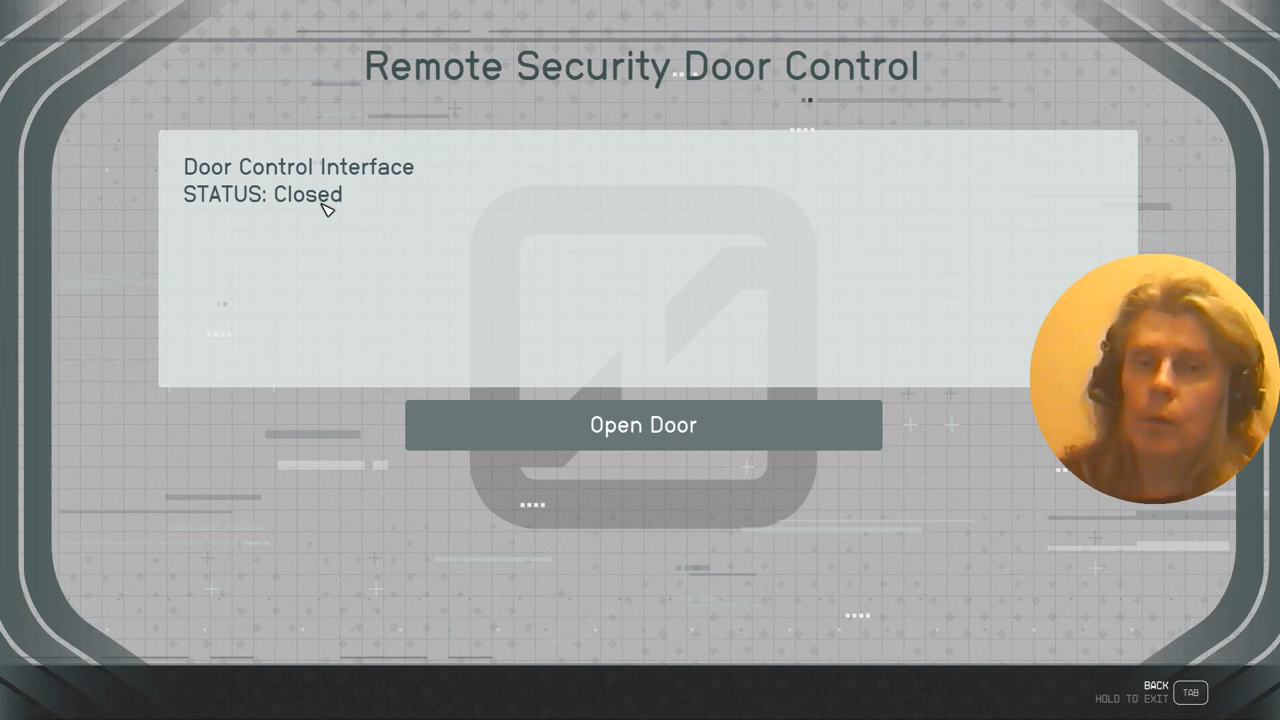 Remote Security Door Control
Door Control Interface
STATUS: Closed
Open Door
BACK
HOLD TO EXIT
TAB